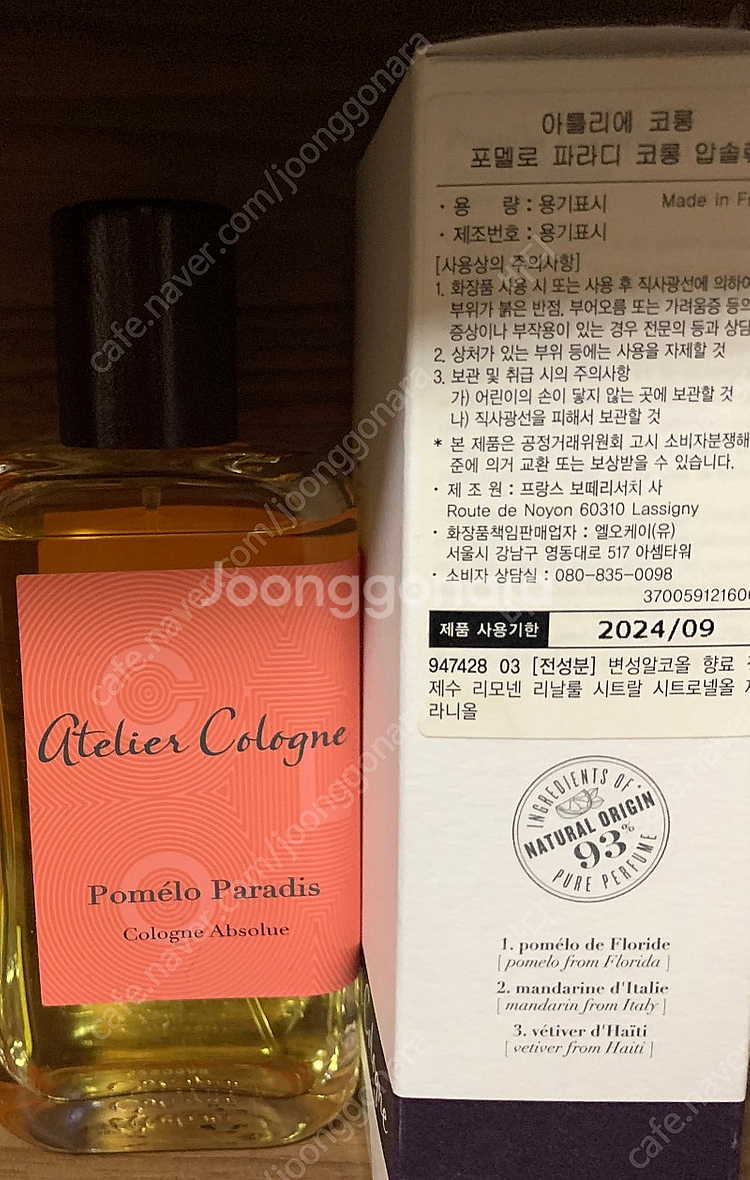 Atelier Cologne
Pomélo Paradis
Cologne Absolue
아틀리에 코롱
포멜로 파라디 코롱 압솔
· 용 량 : 용기표시 Made in
· 제조번호 : 용기표시
[사용상의 주의사항]
1. 화장품 사용 시 또는 사용 후 직사광선에 의하여
부위가 붉은 반점, 부어오름 또는 가려움증 등의
증상이나 부작용이 있는 경우 전문의 등과 상담
2. 상처가 있는 부위 등에는 사용을 자제할 것
3. 보관 및 취급 시의 주의사항
가) 어린이의 손이 닿지 않는 곳에 보관할 것
나) 직사광선을 피해서 보관할 것
* 본 제품은 공정거래위원회 고시 소비자분쟁해
준에 의거 교환 또는 보상받을 수 있습니다.
· 제 조 원 : 프랑스 보떼리서치 사
Route de Noyon 60310 Lassigny
· 화장품책임판매업자 : 엘오케이(유)
서울시 강남구 영동대로 517 아셈타워
· 소비자 상담실 : 080-835-0098
370059121600
제품 사용기한 2024/09
947428 03 [전성분] 변성알코올 향료
제수 리모넨 리날룰 시트랄 시트로넬올
라니올
INGREDIENTS OF
NATURAL ORIGIN
93%
PURE PERFUME
1. pomélo de Floride
[ pomelo from Florida ]
2. mandarine d'Italie
[ mandarin from Italy ]
3. vétiver d'Haïti
[ vetiver from Haiti ]
Joonggonara
cafe.naver.com/joonggonara